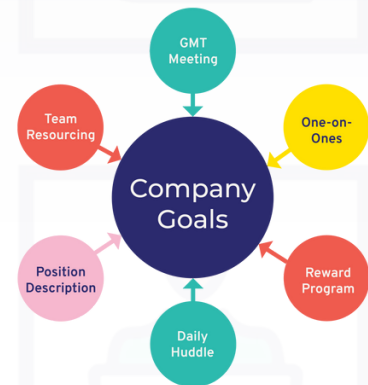 GMT
Meeting
Team
Resourcing
One-on-
Ones
Company
Goals
Position
Description
Reward
Program
Daily
Huddle